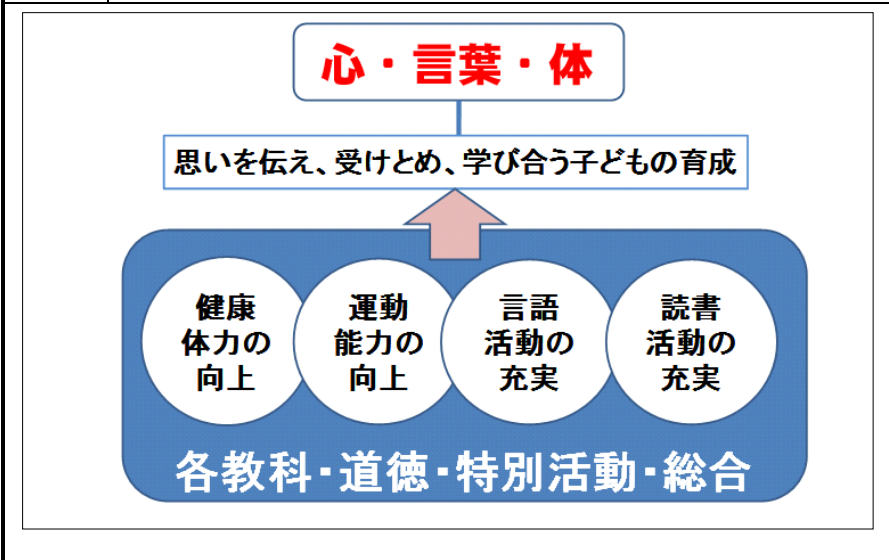 心・言葉・体
思いを伝え、受けとめ、学び合う子どもの育成
健康
体力の
向上
運動
能力の
向上
言語
活動の
充実
読書
活動の
充実
各教科・道徳・特別活動・総合